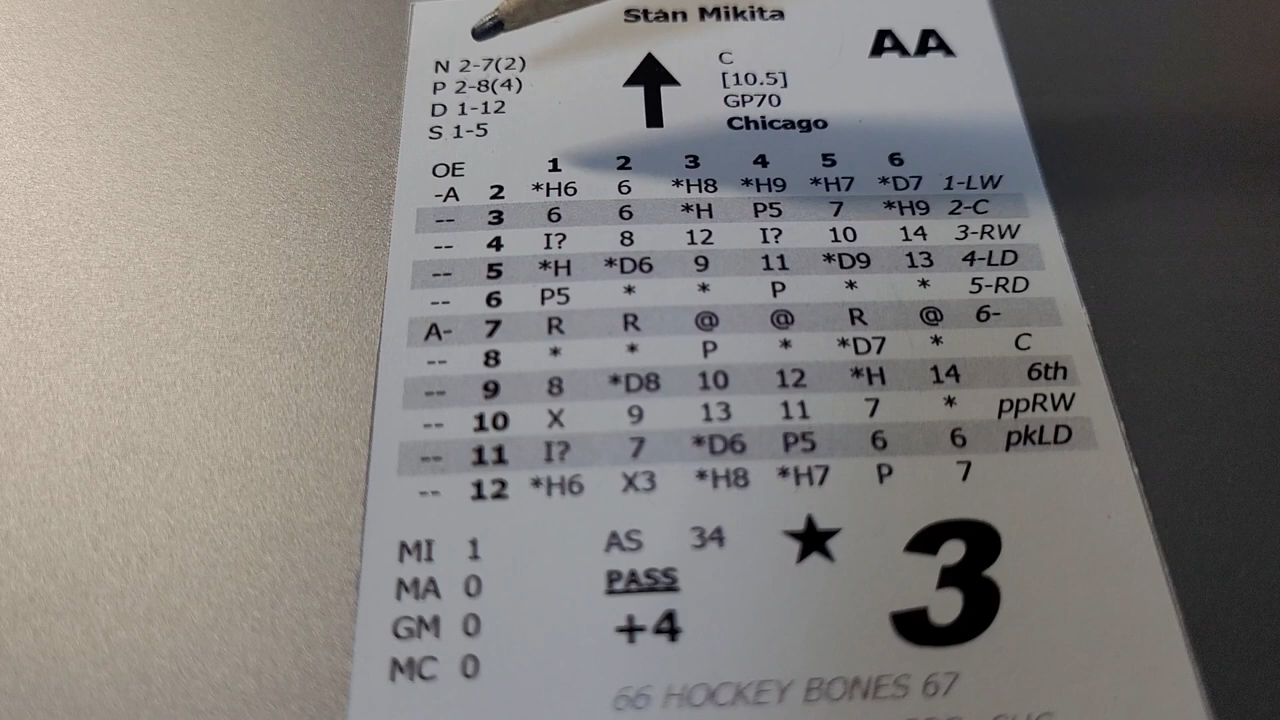 Stan Mikita
AA
N 2-7(2)
P 2-8(4)
D 1-12
S 1-5
C
[10.5]
GP70
Chicago
OE 1 2 3 4 5 6
-A 2 *H6 6 *H8 *H9 *H7 *D7 1-LW
-- 3 6 6 *H P5 7 *H9 2-C
-- 4 I? 8 12 I? 10 14 3-RW
-- 5 *H *D6 9 11 *D9 13 4-LD
-- 6 P5 * * P * * 5-RD
A- 7 R R @ @ R @ 6-
-- 8 * * P * *D7 * C
-- 9 8 *D8 10 12 *H 14 6th
-- 10 X 9 13 11 7 * ppRW
-- 11 I? 7 *D6 P5 6 6 pkLD
-- 12 *H6 X3 *H8 *H7 P 7
MI 1
MA 0
GM 0
MC 0
AS 34
PASS
+4
★ 3
66 HOCKEY BONES 67